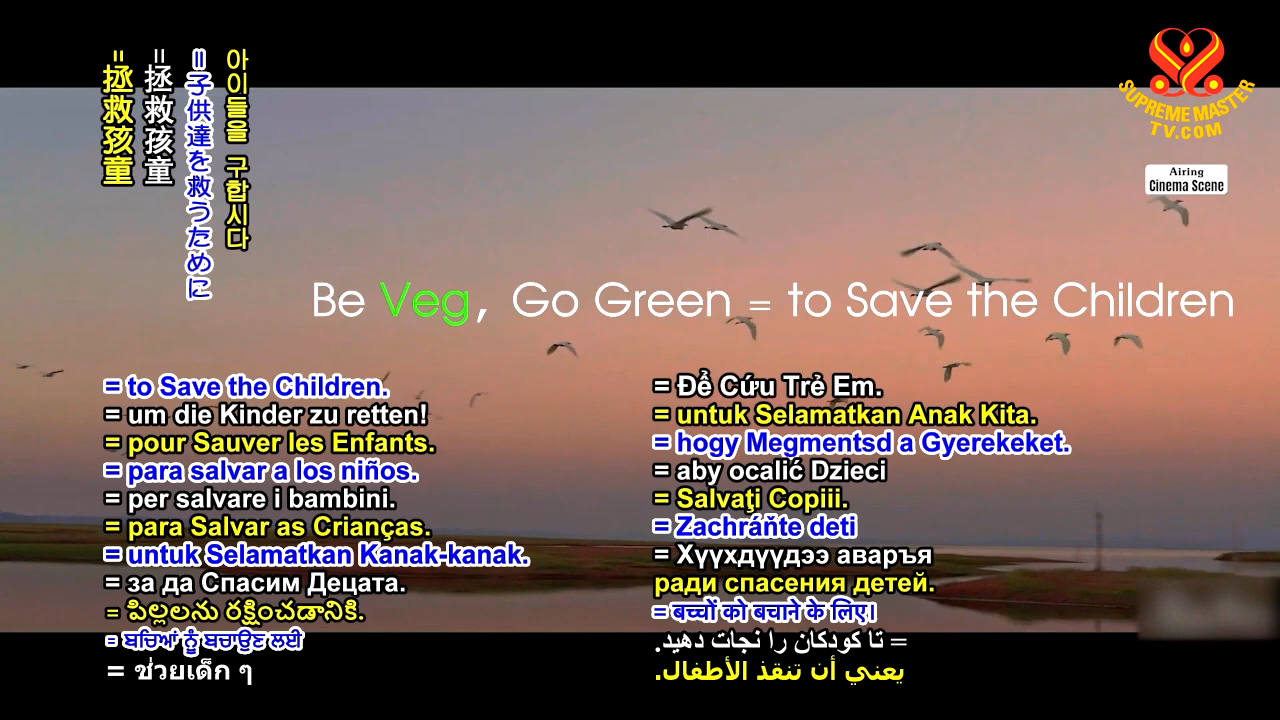 =拯救孩童
=拯救孩童
=子供達を救うために
아이들을 구합시다
SUPREME MASTER
TV.COM
Airing
Cinema Scene
Be Veg, Go Green = to Save the Children
= to Save the Children.
= um die Kinder zu retten!
= pour Sauver les Enfants.
= para salvar a los niños.
= per salvare i bambini.
= para Salvar as Crianças.
= untuk Selamatkan Kanak-kanak.
= за да Спасим Децата.
= పిల్లలను రక్షించడానికి.
= ਬਚਿਆਂ ਨੂੰ ਬਚਾਉਣ ਲਈ
= ช่วยเด็ก ๆ
= Để Cứu Trẻ Em.
= untuk Selamatkan Anak Kita.
= hogy Megmentsd a Gyerekeket.
= aby ocalić Dzieci
= Salvaţi Copiii.
= Zachráňte deti
= Хүүхдүүдээ аваръя
ради спасения детей.
= बच्चों को बचाने के लिए।
= تا کودکان را نجات دهید.
يعني أن تنقذ الأطفال.